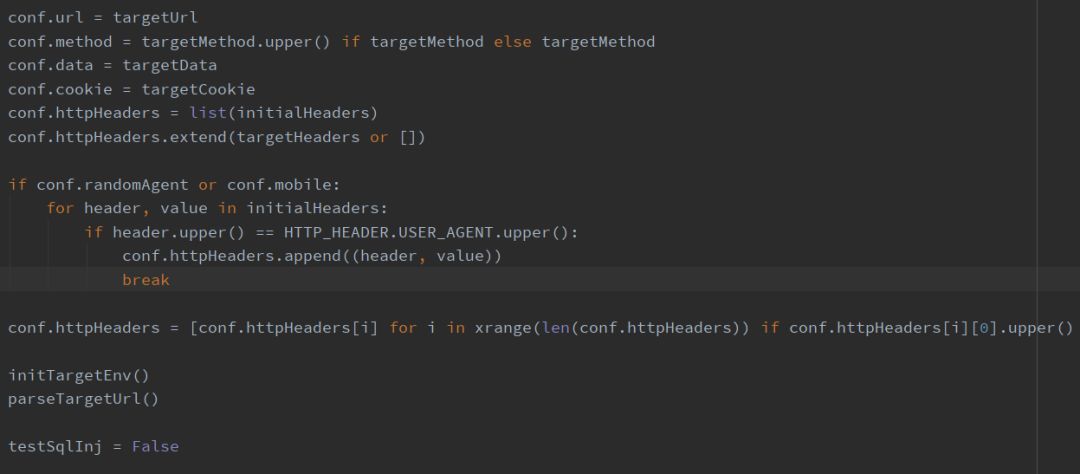 conf.url = targetUrl
conf.method = targetMethod.upper() if targetMethod else targetMethod
conf.data = targetData
conf.cookie = targetCookie
conf.httpHeaders = list(initialHeaders)
conf.httpHeaders.extend(targetHeaders or [])
if conf.randomAgent or conf.mobile:
for header, value in initialHeaders:
if header.upper() == HTTP_HEADER.USER_AGENT.upper():
conf.httpHeaders.append((header, value))
break
conf.httpHeaders = [conf.httpHeaders[i] for i in xrange(len(conf.httpHeaders)) if conf.httpHeaders[i][0].upper()
initTargetEnv()
parseTargetUrl()
testSqlInj = False